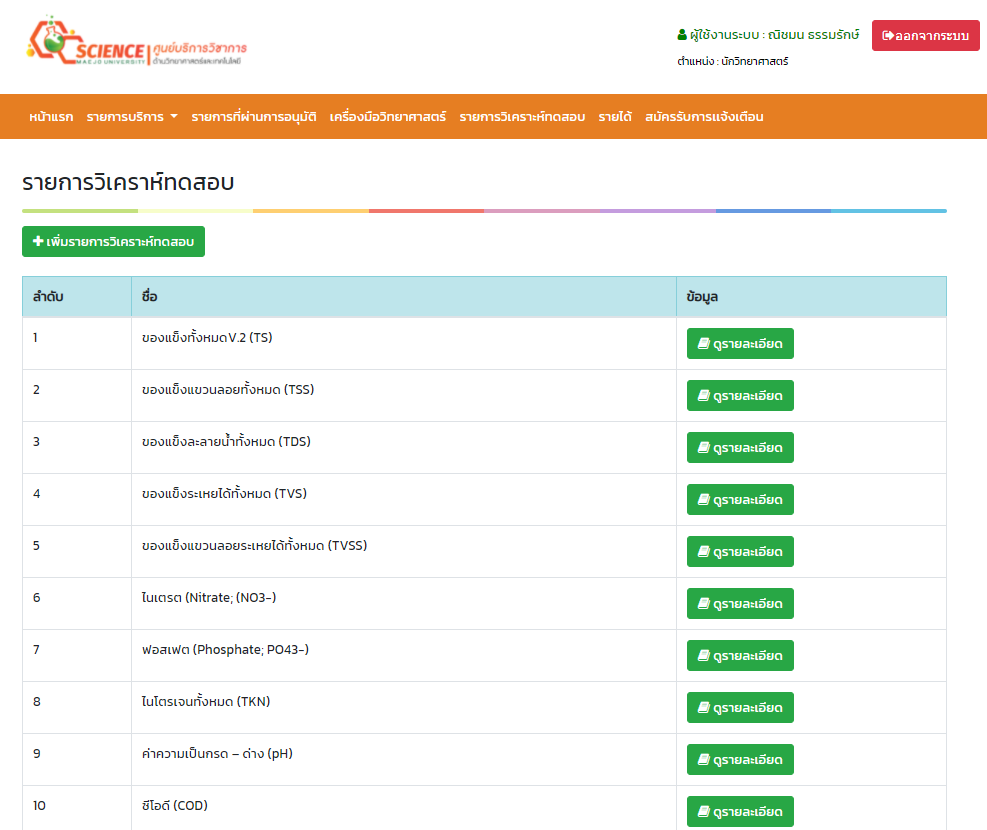 SCIENCE ศูนย์บริการวิชาการ
MAEJO UNIVERSITY ด้านวิทยาศาสตร์และเทคโนโลยี
ผู้ใช้งานระบบ : ณิชมน ธรรมรักษ์
ออกจากระบบ
ตำแหน่ง : นักวิทยาศาสตร์
หน้าแรก รายการบริการ รายการที่ผ่านการอนุมัติ เครื่องมือวิทยาศาสตร์ รายการวิเคราะห์ทดสอบ รายได้ สมัครรับการแจ้งเตือน
รายการวิเคราห์ทดสอบ
เพิ่มรายการวิเคราะห์ทดสอบ
ลำดับ ชื่อ ข้อมูล
1 ของแข็งทั้งหมดV.2 (TS) ดูรายละเอียด
2 ของแข็งแขวนลอยทั้งหมด (TSS) ดูรายละเอียด
3 ของแข็งละลายน้ำทั้งหมด (TDS) ดูรายละเอียด
4 ของแข็งระเหยได้ทั้งหมด (TVS) ดูรายละเอียด
5 ของแข็งแขวนลอยระเหยได้ทั้งหมด (TVSS) ดูรายละเอียด
6 ไนเตรต (Nitrate; (NO3-) ดูรายละเอียด
7 ฟอสเฟต (Phosphate; PO43-) ดูรายละเอียด
8 ไนโตรเจนทั้งหมด (TKN) ดูรายละเอียด
9 ค่าความเป็นกรด – ด่าง (pH) ดูรายละเอียด
10 ซีโอดี (COD) ดูรายละเอียด